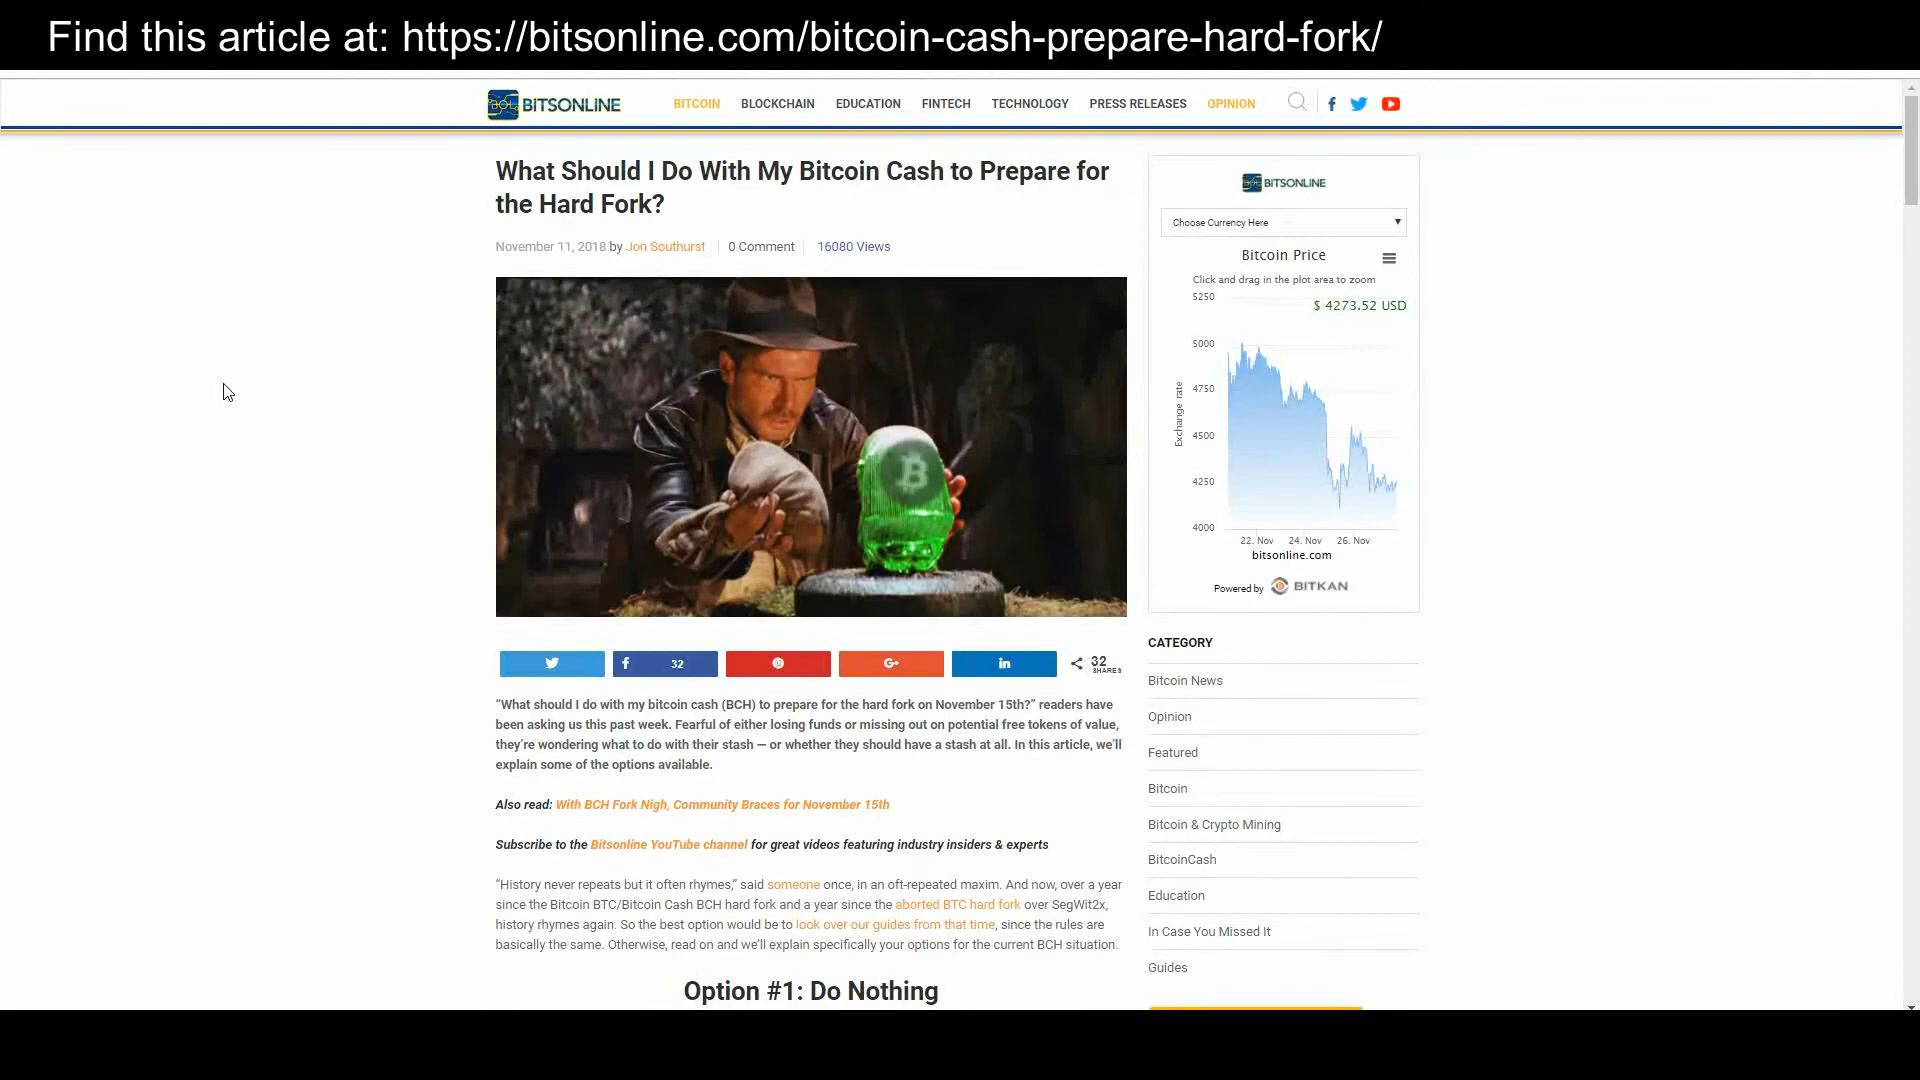 Find this article at: https://bitsonline.com/bitcoin-cash-prepare-hard-fork/
BOL BITSONLINE
BITCOIN BLOCKCHAIN EDUCATION FINTECH TECHNOLOGY PRESS RELEASES OPINION
What Should I Do With My Bitcoin Cash to Prepare for
the Hard Fork?
November 11, 2018 by Jon Southurst 0 Comment 16080 Views
32
32
SHARES
“What should I do with my bitcoin cash (BCH) to prepare for the hard fork on November 15th?” readers have
been asking us this past week. Fearful of either losing funds or missing out on potential free tokens of value,
they’re wondering what to do with their stash — or whether they should have a stash at all. In this article, we’ll
explain some of the options available.
Also read: With BCH Fork Nigh, Community Braces for November 15th
Subscribe to the Bitsonline YouTube channel for great videos featuring industry insiders & experts
“History never repeats but it often rhymes,” said someone once, in an oft-repeated maxim. And now, over a year
since the Bitcoin BTC/Bitcoin Cash BCH hard fork and a year since the aborted BTC hard fork over SegWit2x,
history rhymes again. So the best option would be to look over our guides from that time, since the rules are
basically the same. Otherwise, read on and we’ll explain specifically your options for the current BCH situation.
Option #1: Do Nothing
BITSONLINE
Choose Currency Here
Bitcoin Price
Click and drag in the plot area to zoom
$ 4273.52 USD
5250
5000
4750
4500
4250
4000
Exchange rate
22. Nov 24. Nov 26. Nov
bitsonline.com
Powered by BITKAN
CATEGORY
Bitcoin News
Opinion
Featured
Bitcoin
Bitcoin & Crypto Mining
BitcoinCash
Education
In Case You Missed It
Guides